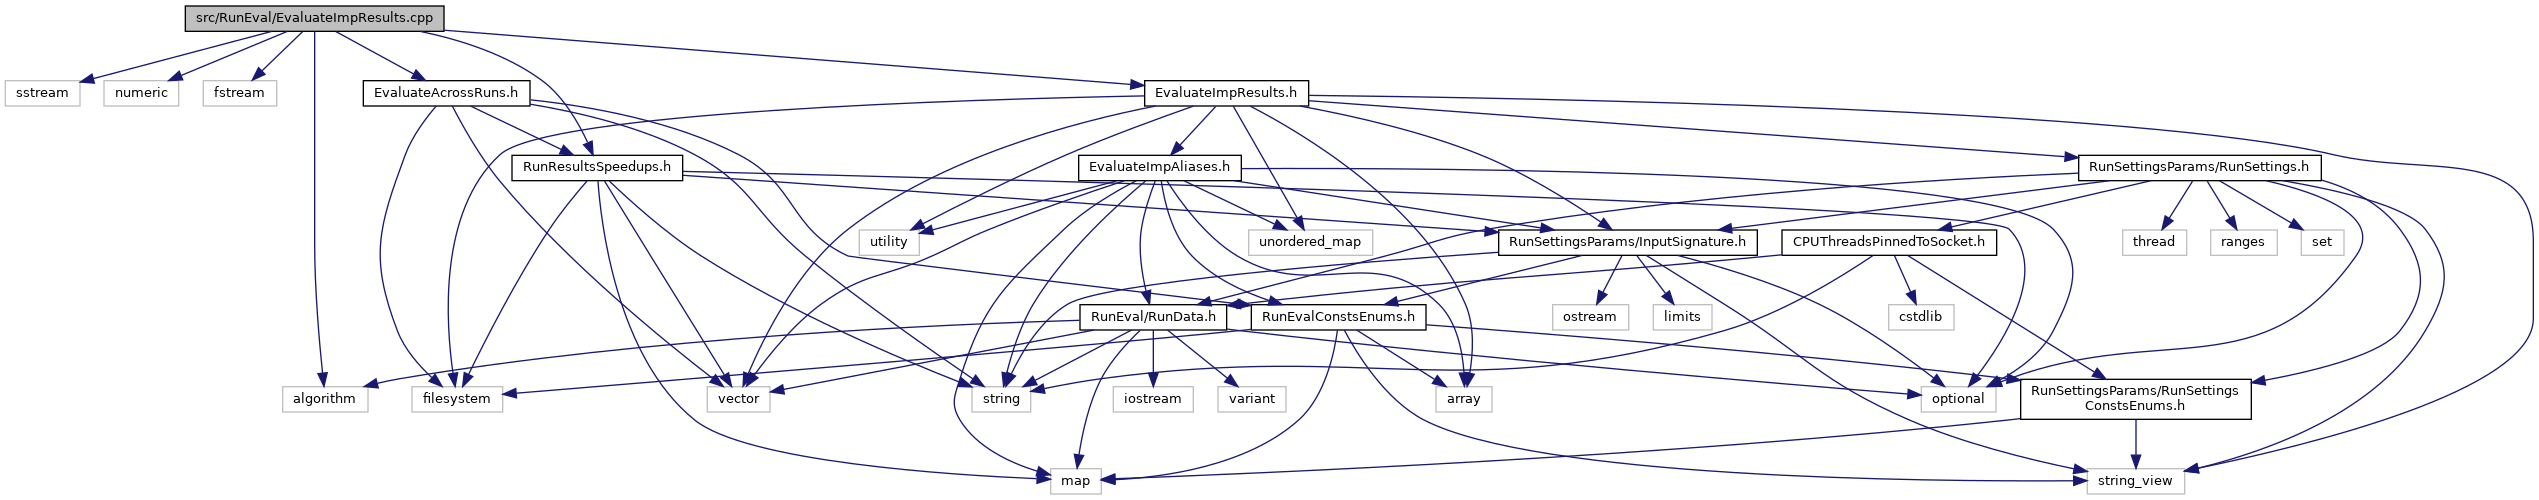 src/RunEval/EvaluateImpResults.cpp
sstream
numeric
fstream
EvaluateAcrossRuns.h
EvaluateImpResults.h
RunResultsSpeedups.h
EvaluateImpAliases.h
RunSettingsParams/RunSettings.h
utility
unordered_map
RunSettingsParams/InputSignature.h
CPUThreadsPinnedToSocket.h
thread
ranges
set
RunEval/RunData.h
RunEvalConstsEnums.h
ostream
limits
cstdlib
algorithm
filesystem
vector
string
iostream
variant
array
optional
RunSettingsParams/RunSettings
ConstsEnums.h
map
string_view